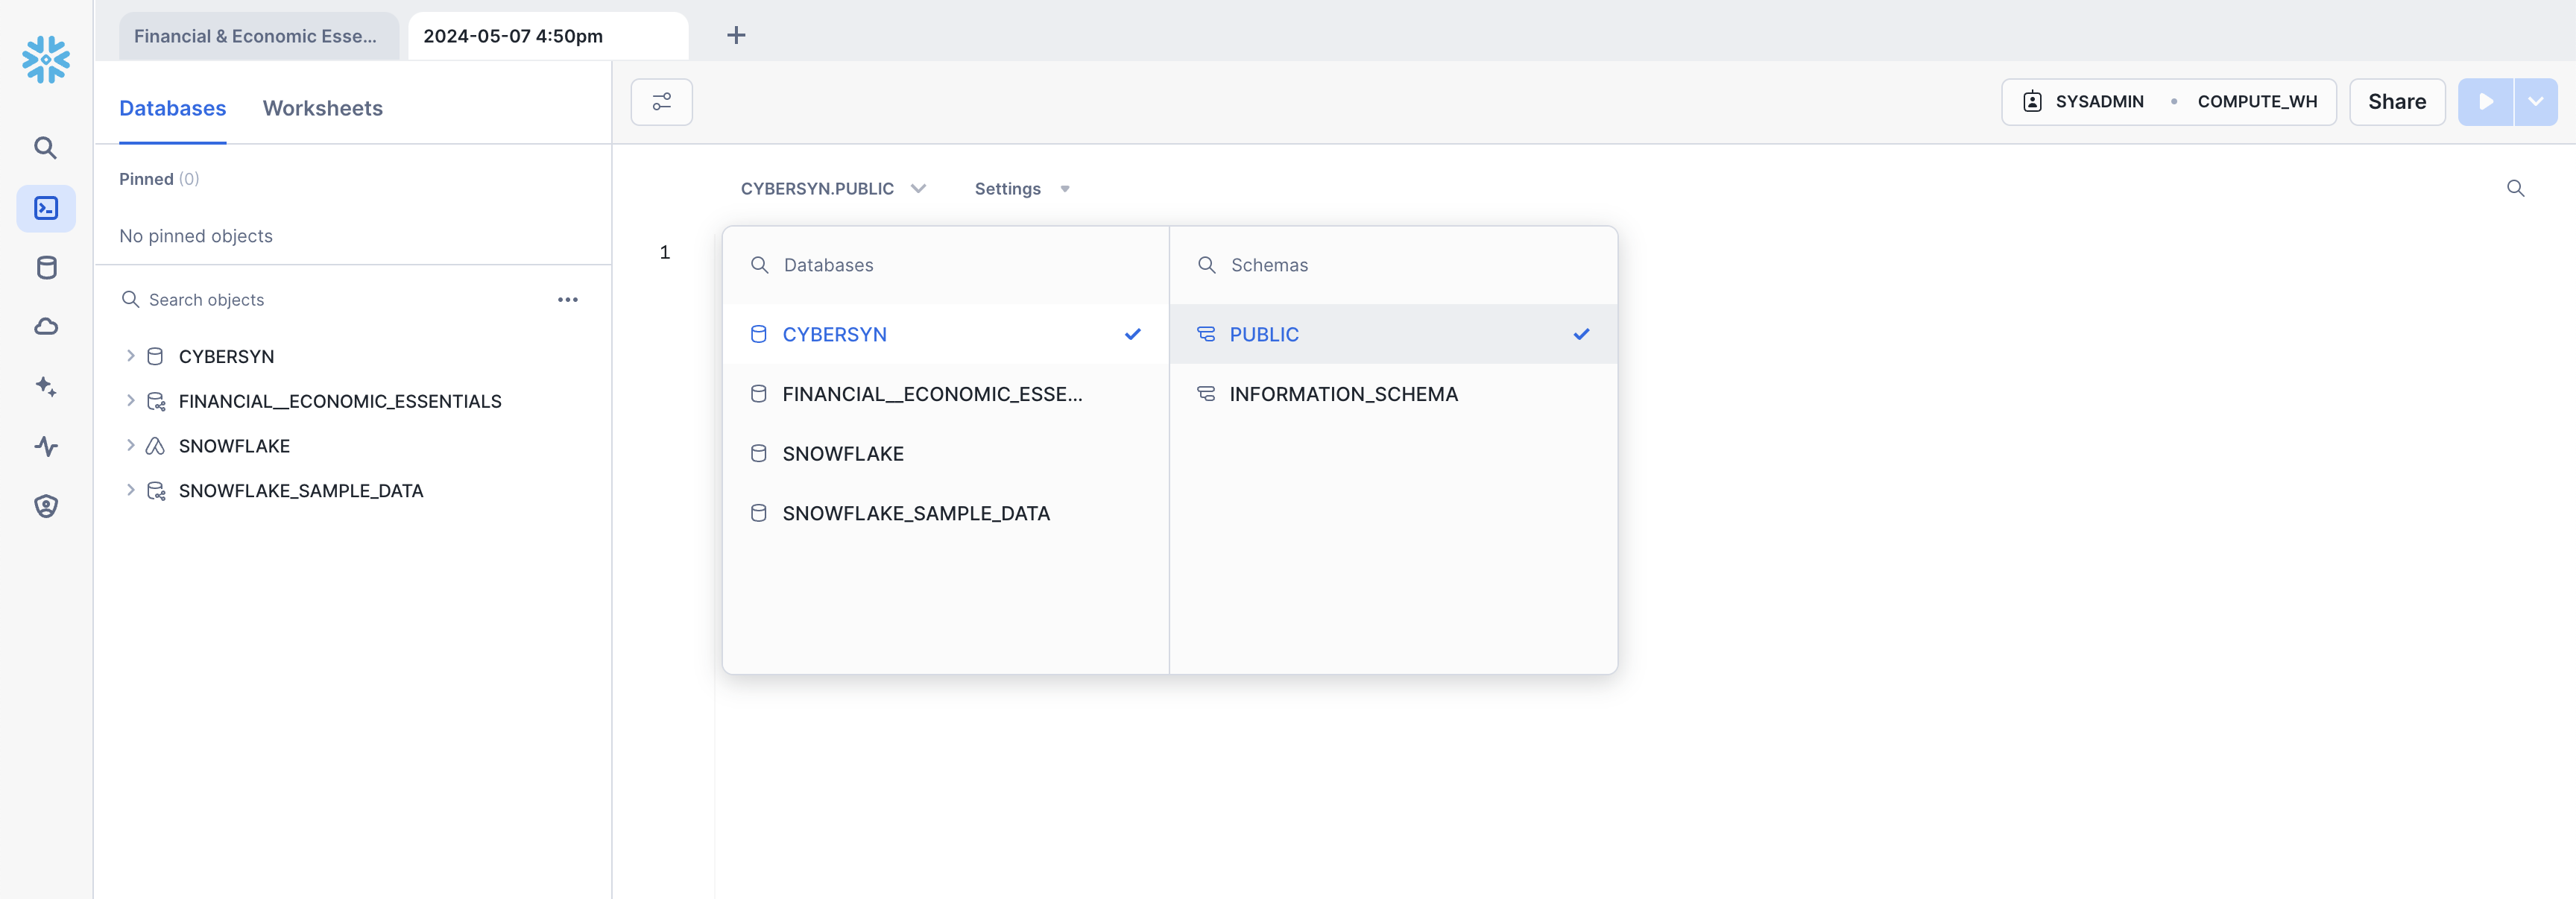 Financial & Economic Esse...
2024-05-07 4:50pm
Databases
Worksheets
SYSADMIN • COMPUTE_WH
Share
Pinned (0)
No pinned objects
Search objects
CYBERSYN
FINANCIAL__ECONOMIC_ESSENTIALS
SNOWFLAKE
SNOWFLAKE_SAMPLE_DATA
CYBERSYN.PUBLIC
Settings
1
Databases
CYBERSYN
FINANCIAL__ECONOMIC_ESSE...
SNOWFLAKE
SNOWFLAKE_SAMPLE_DATA
Schemas
PUBLIC
INFORMATION_SCHEMA